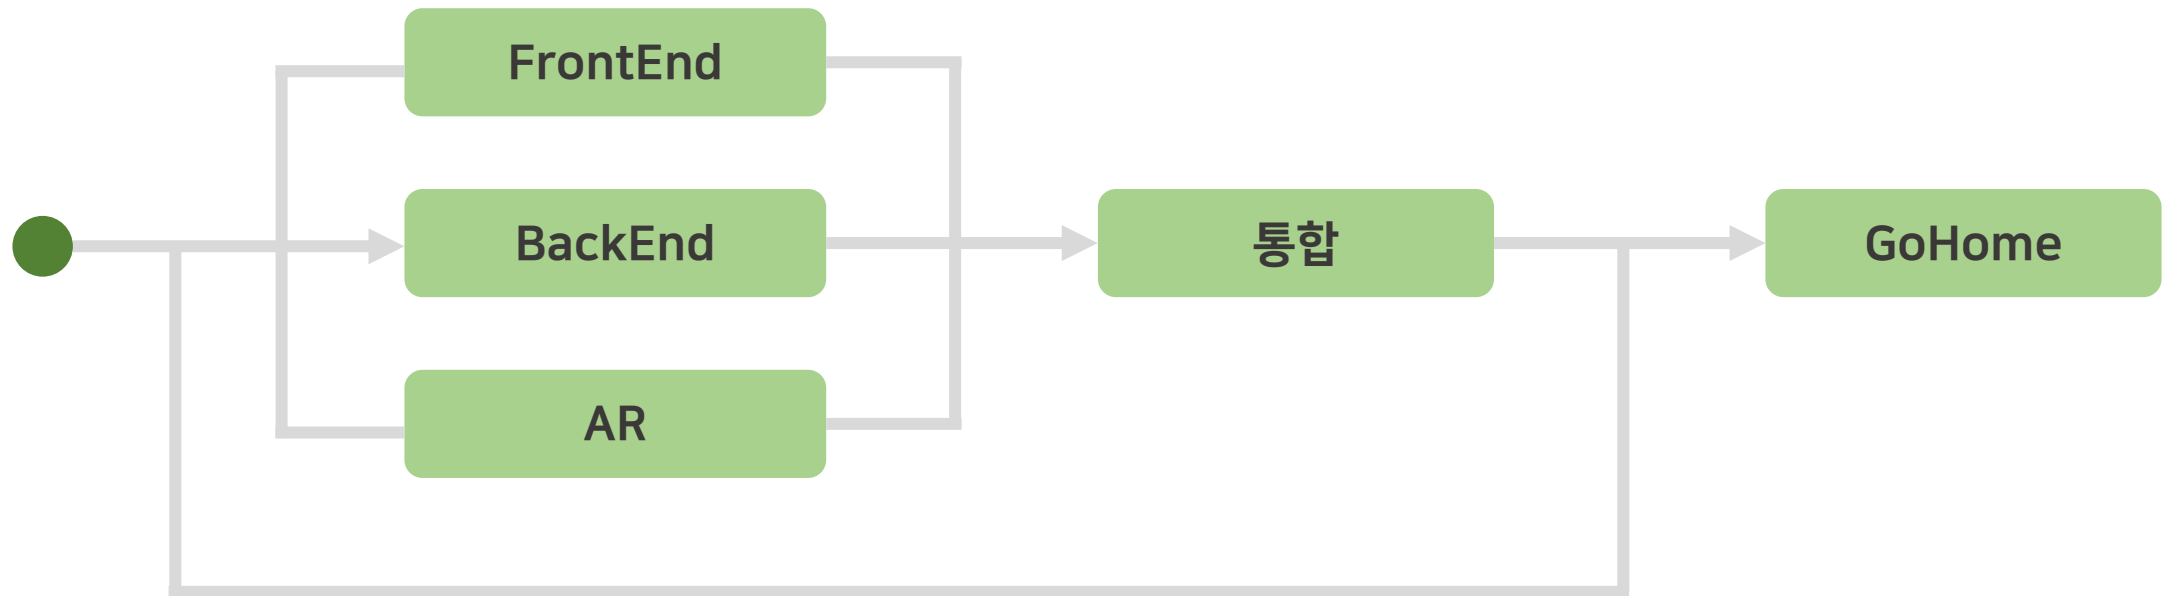 FrontEnd
BackEnd
AR
통합
GoHome